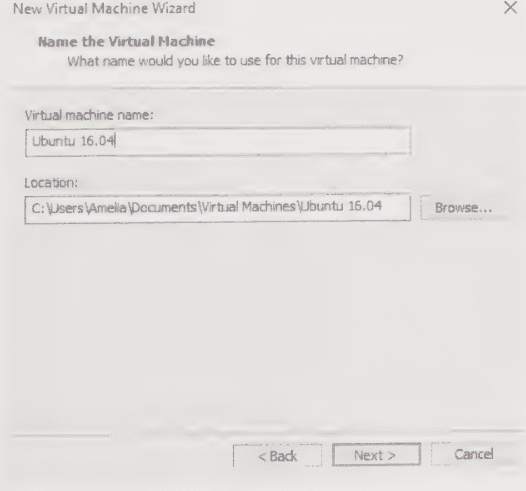 New Virtual Machine Wizard
Name the Virtual Machine
What name would you like to use for this virtual machine?
Virtual machine name:
Ubuntu 16.04
Location:
C:\Users\Amelia\Documents\Virtual Machines\Ubuntu 16.04
Browse...
< Back
Next >
Cancel